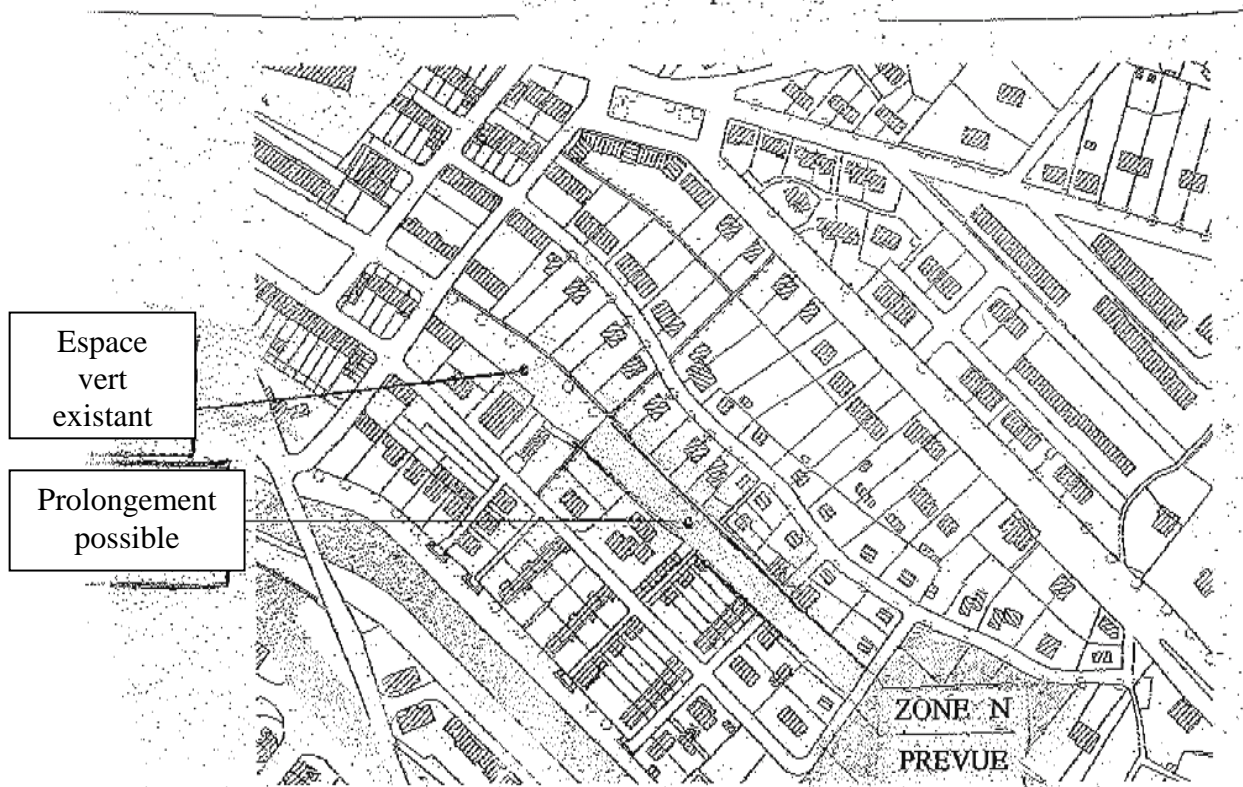 Espace
vert
existant
Prolongement
possible
ZONE N
PREVUE